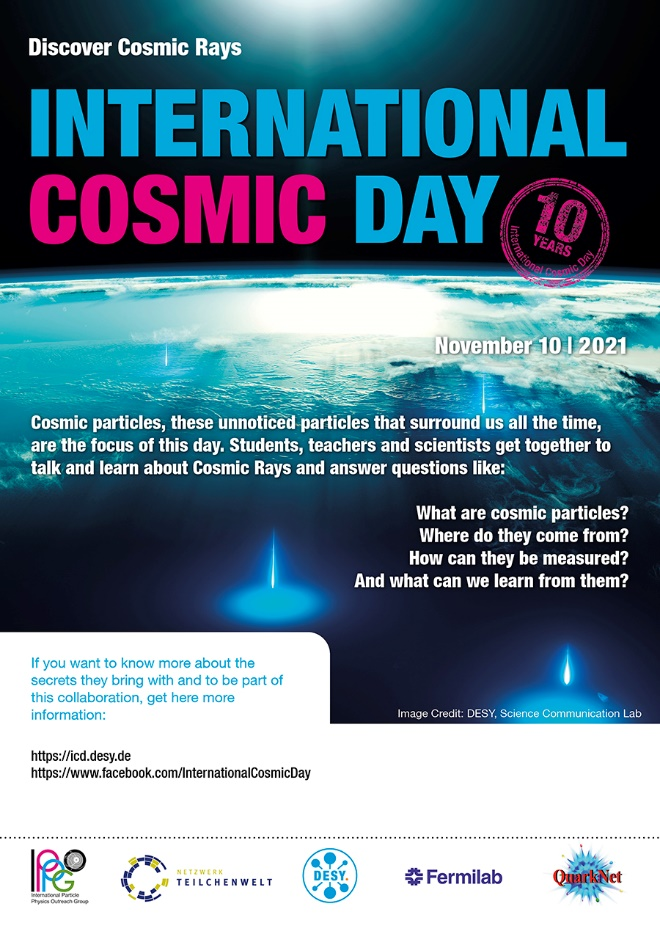 Discover Cosmic Rays
INTERNATIONAL
COSMIC DAY
10
YEARS
International Cosmic Day
November 10 | 2021
Cosmic particles, these unnoticed particles that surround us all the time,
are the focus of this day. Students, teachers and scientists get together to
talk and learn about Cosmic Rays and answer questions like:
What are cosmic particles?
Where do they come from?
How can they be measured?
And what can we learn from them?
If you want to know more about the
secrets they bring with and to be part of
this collaboration, get here more
information:
Image Credit: DESY, Science Communication Lab
https://icd.desy.de
https://www.facebook.com/InternationalCosmicDay
IPPOG
International Particle
Physics Outreach Group
NETZWERK
TEILCHENWELT
DESY.
Fermilab
QuarkNet